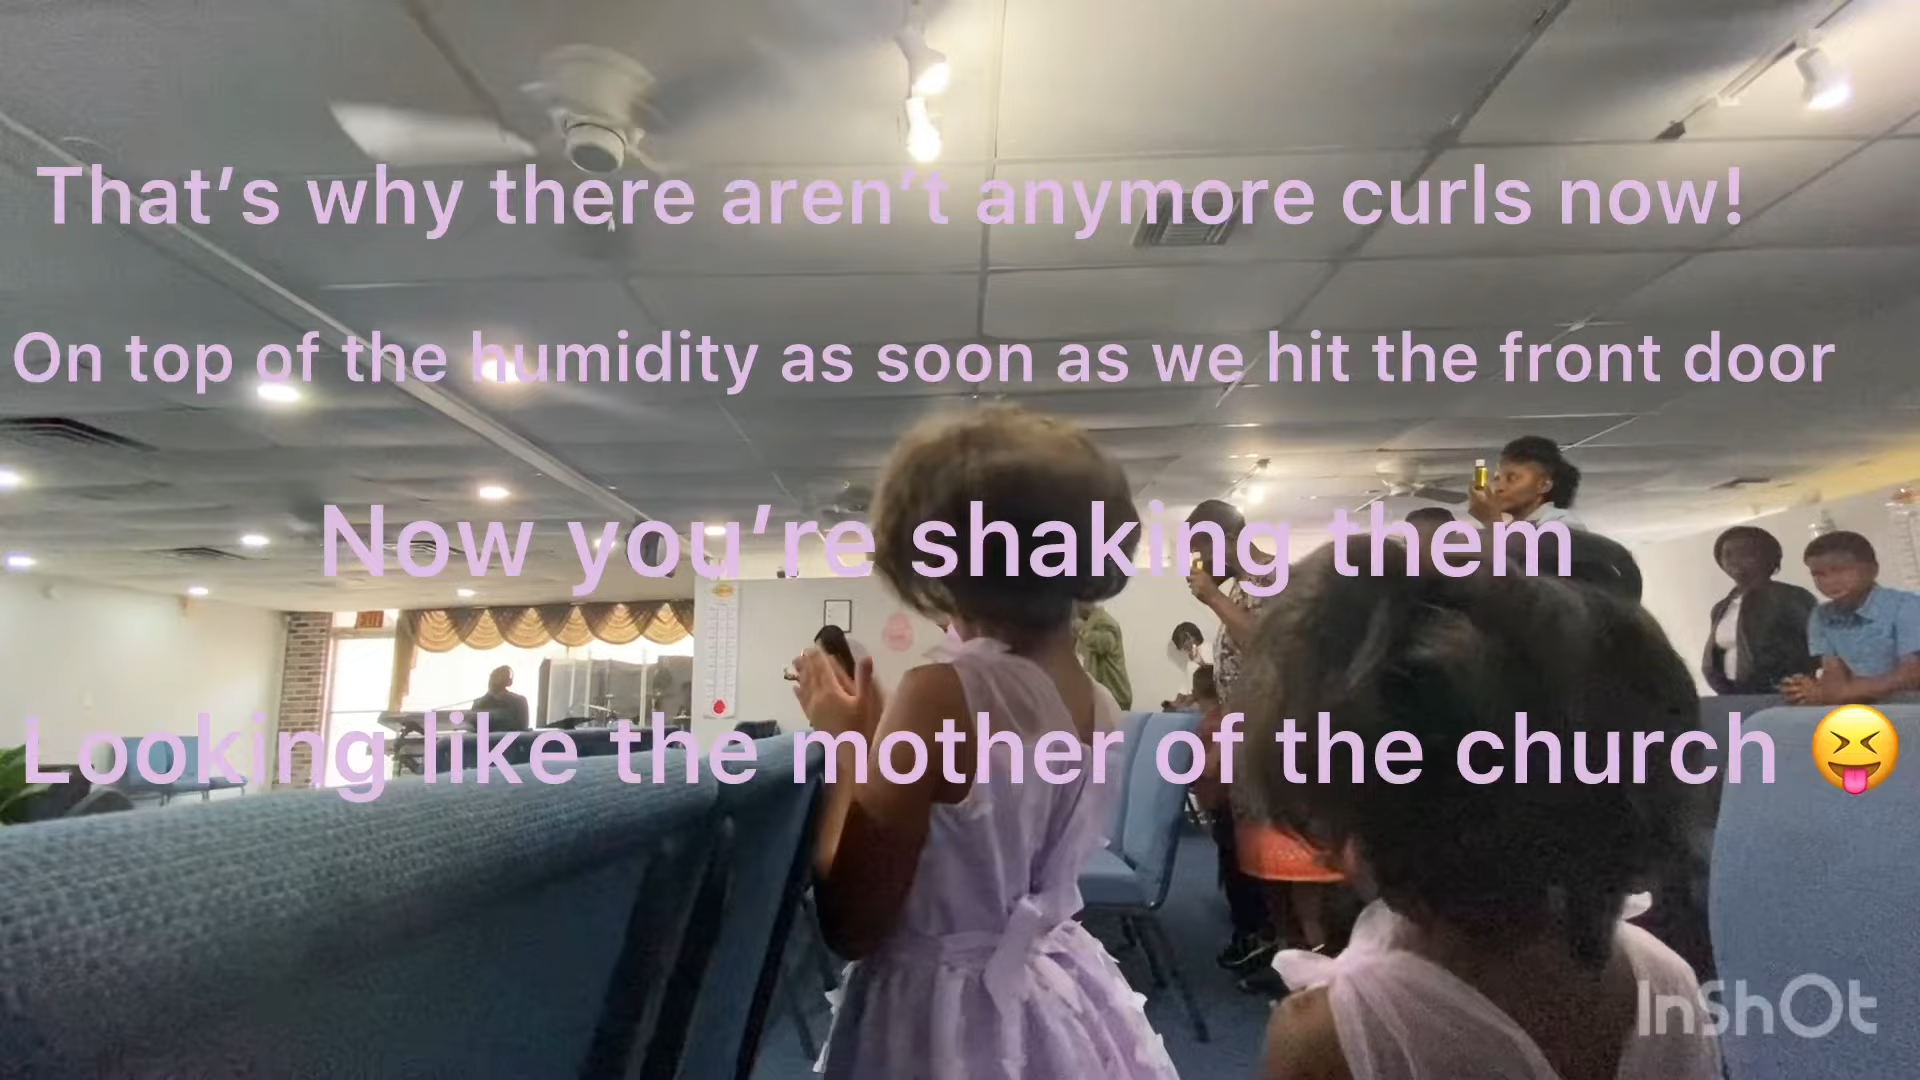 That’s why there aren’t anymore curls now!
On top of the humidity as soon as we hit the front door
Now you’re shaking them
Looking like the mother of the church 😝
InShOt